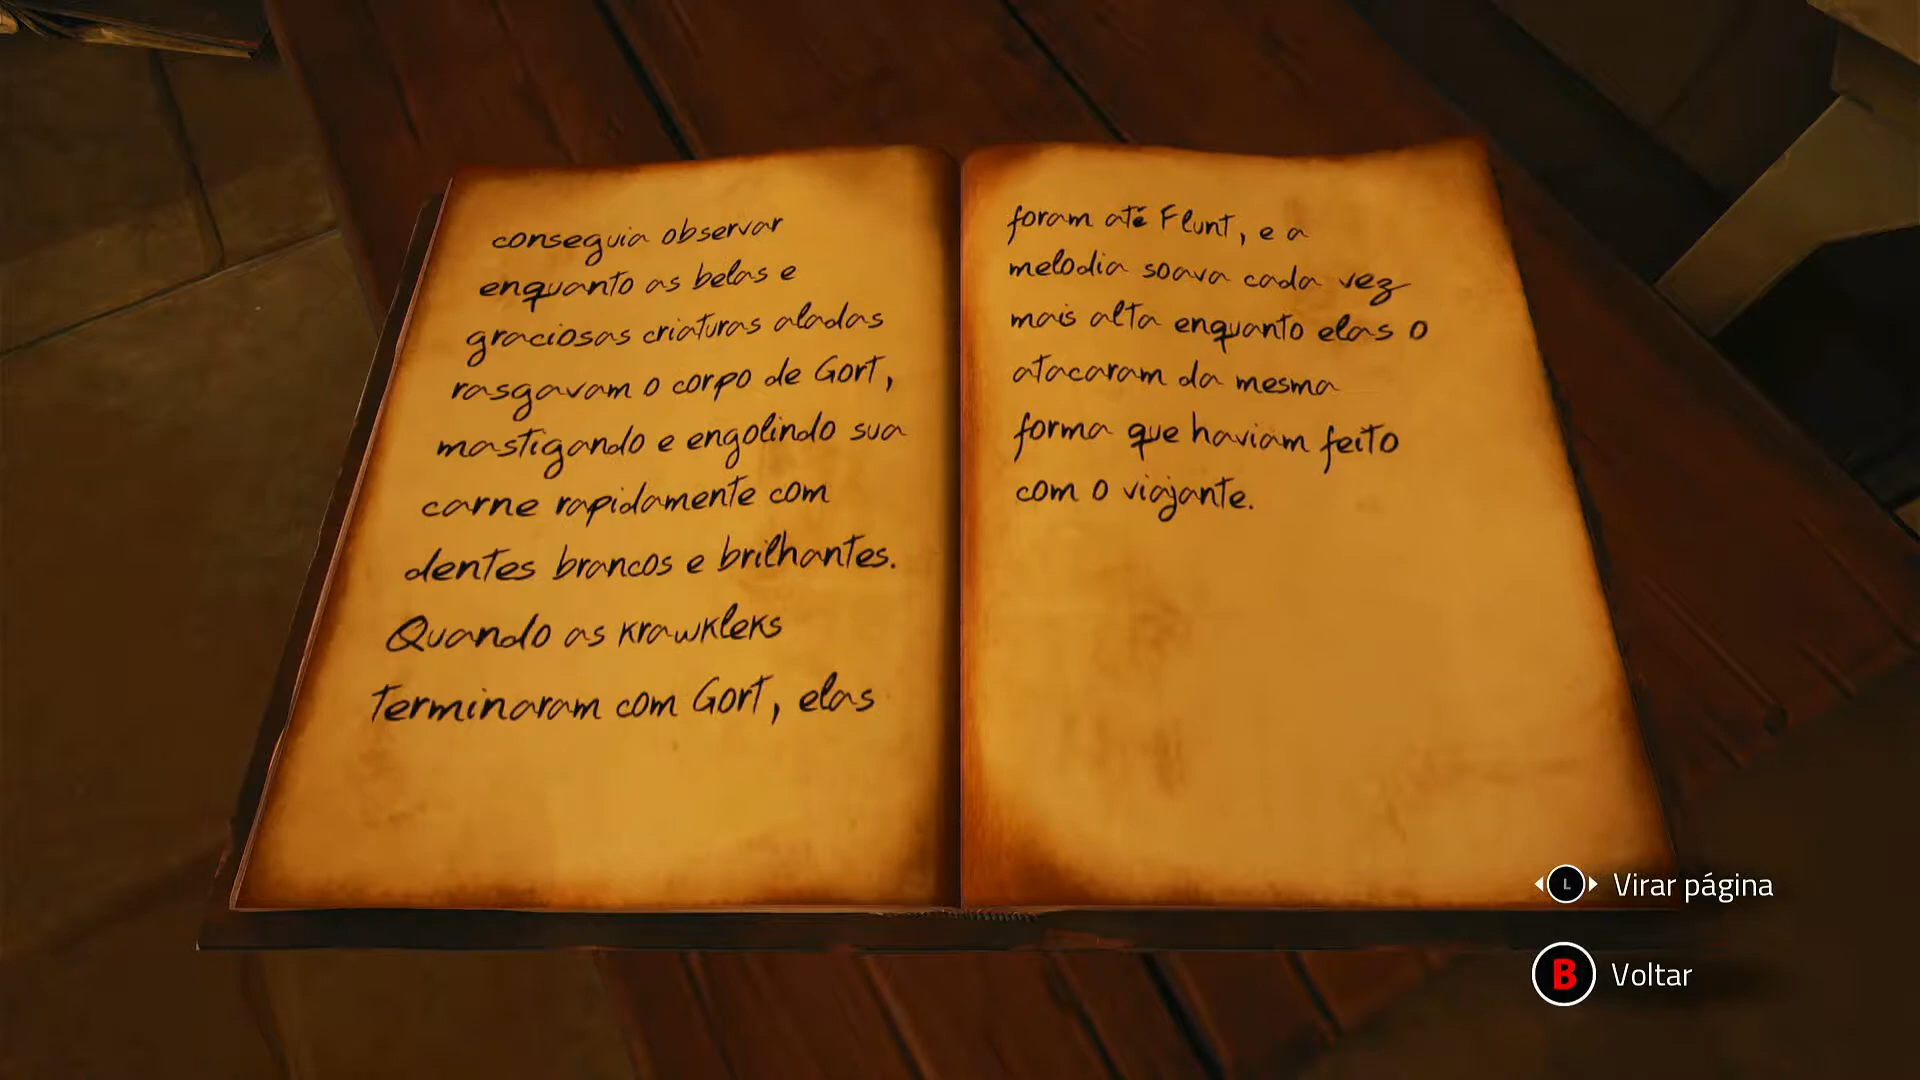 conseguia observar
enquanto as belas e
graciosas criaturas aladas
rasgavam o corpo de Gort,
mastigando e engolindo sua
carne rapidamente com
dentes brancos e brilhantes.
Quando as krawkleks
terminaram com Gort, elas
foram até Flunt, e a
melodia soava cada vez
mais alta enquanto elas o
atacaram da mesma
forma que haviam feito
com o viajante.
L Virar página
B Voltar